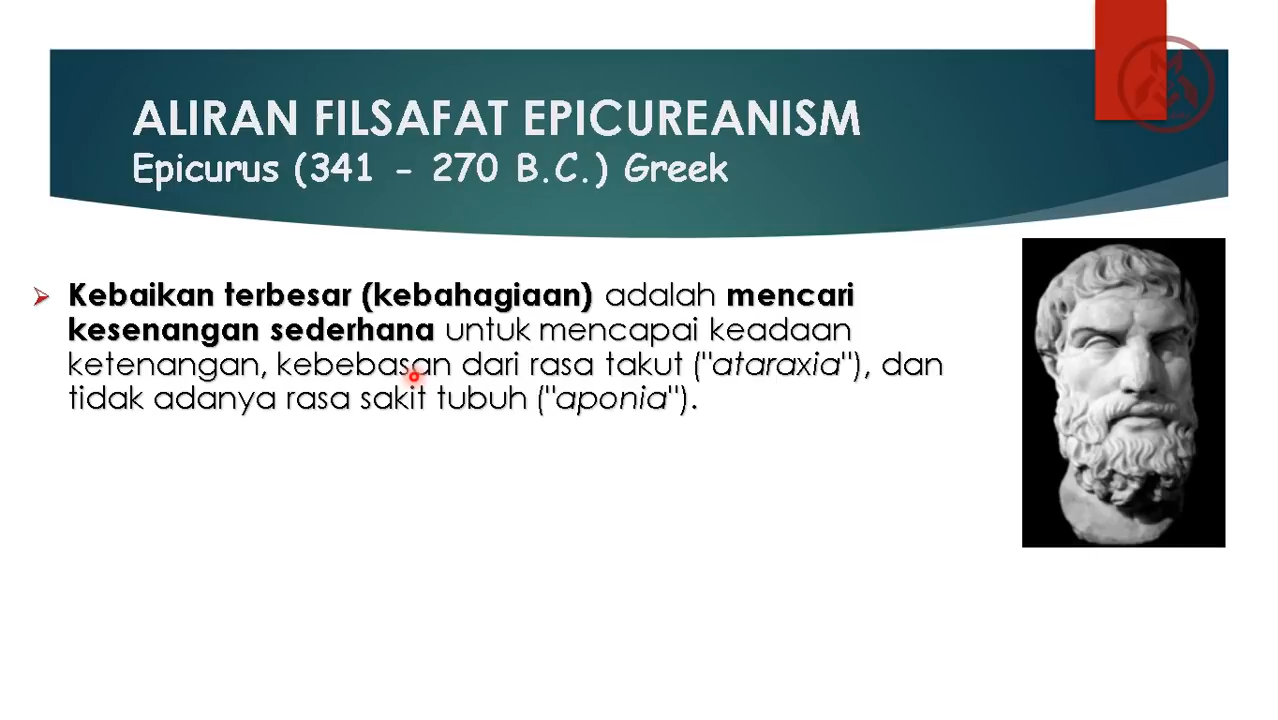 ALIRAN FILSAFAT EPICUREANISM
Epicurus (341 - 270 B.C.) Greek
Kebaikan terbesar (kebahagiaan) adalah mencari
kesenangan sederhana untuk mencapai keadaan
ketenangan, kebebasan dari rasa takut ("ataraxia"), dan
tidak adanya rasa sakit tubuh ("aponia").